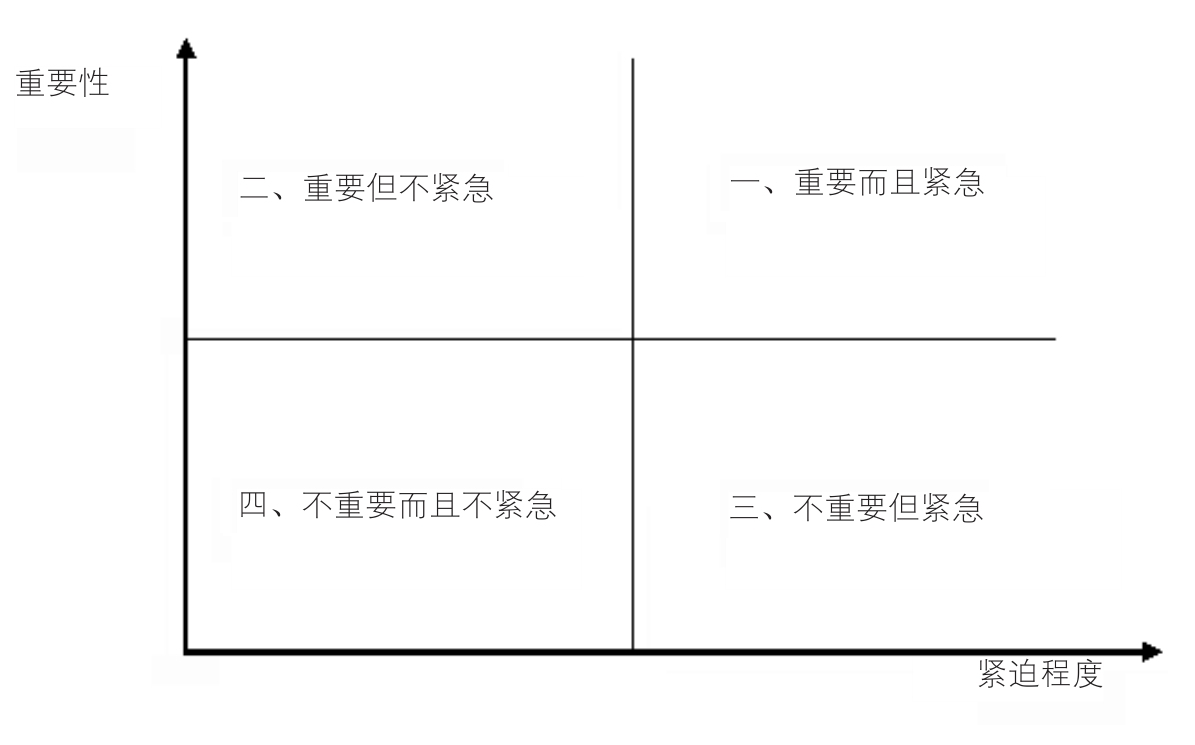 重要性
二、重要但不紧急
一、重要而且紧急
四、不重要而且不紧急
三、不重要但紧急
紧迫程度